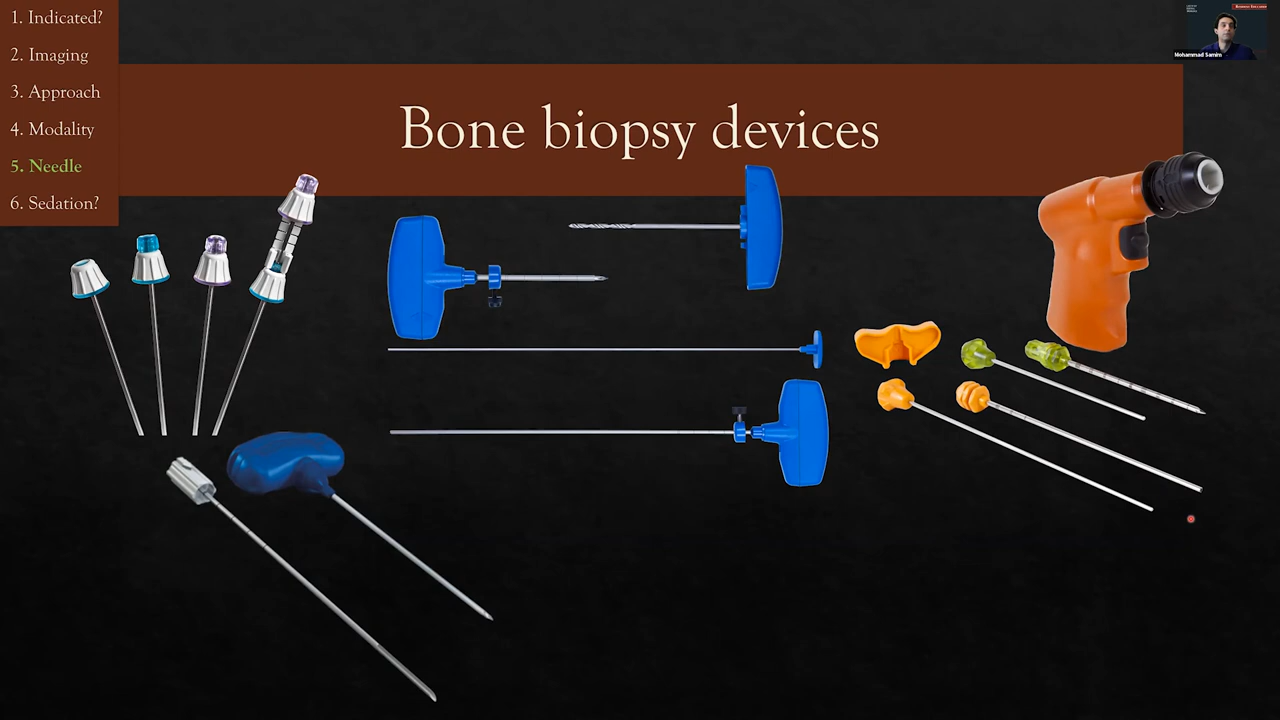 1. Indicated?
2. Imaging
3. Approach
4. Modality
5. Needle
6. Sedation?
Bone biopsy devices
Mohammad Samim